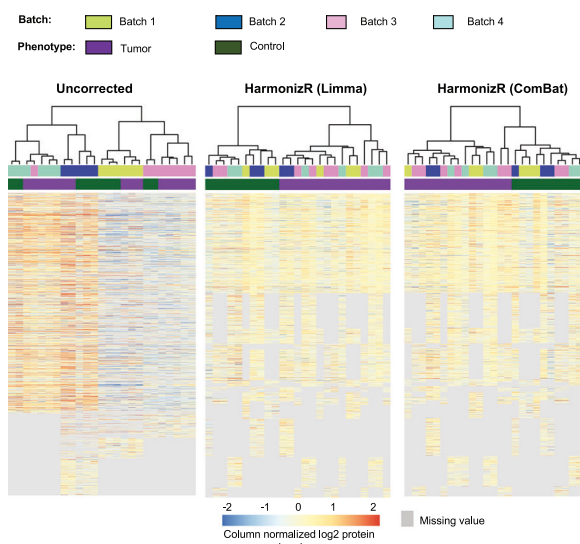 Batch: Batch 1 Batch 2 Batch 3 Batch 4
Phenotype: Tumor Control
Uncorrected HarmonizR (Limma) HarmonizR (ComBat)
-2 -1 0 1 2
Missing value
Column normalized log2 protein